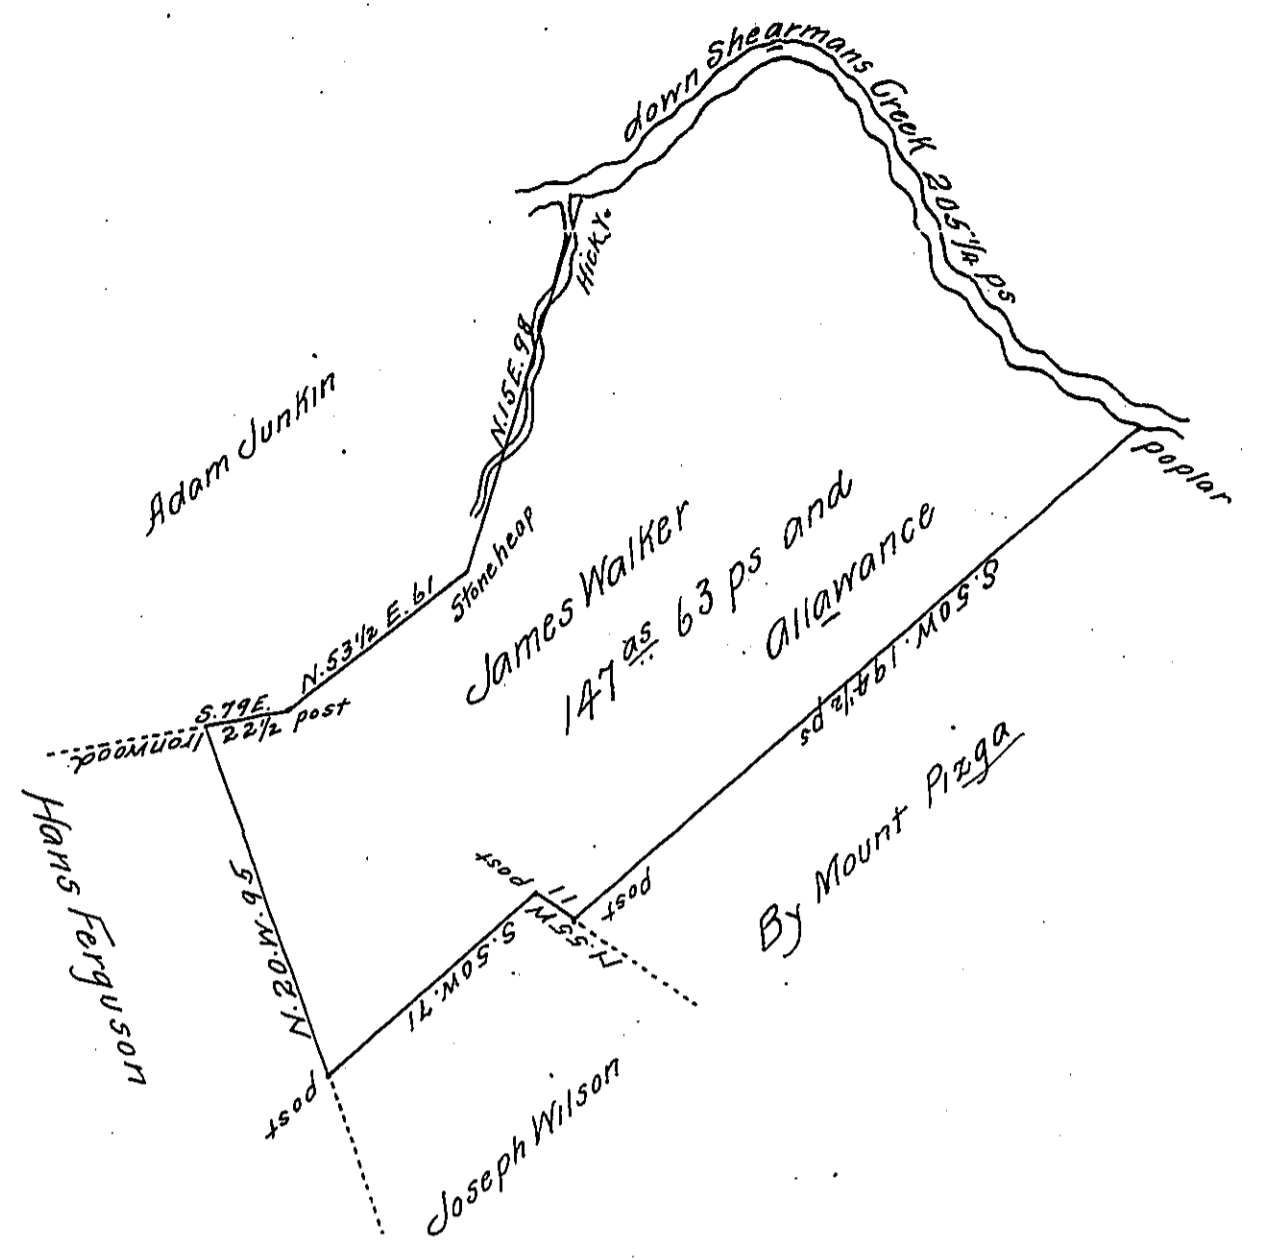 down Shearmans Creek 205 1/4 ps
Hicky.
N.15E.98
Adam Junkin
poplar
Stoneheap
N.53 1/2 E.61
James Walker
147 as 63 ps and
allawance
S.50W.194 1/2 ps
S.79E.
22 1/2 post
Ironwood
Hans Ferguson
N.20.W.95
By Mount Pizga
post
11
post
N.55W
S.50W.71
post
Joseph Wilson